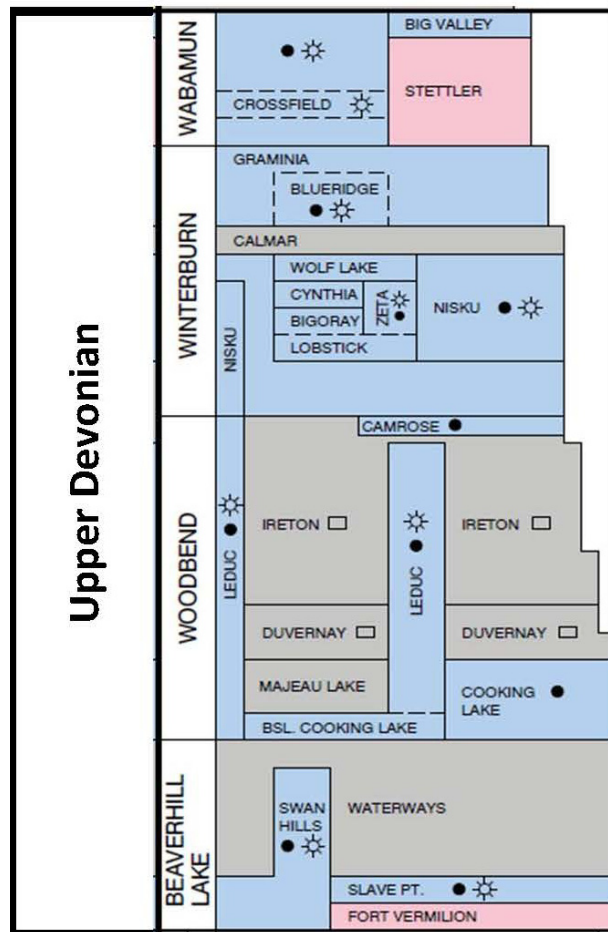 Upper Devonian
WABAMUN
BIG VALLEY
CROSSFIELD
STETTLER
WINTERBURN
GRAMINIA
BLUERIDGE
CALMAR
WOLF LAKE
CYNTHIA
ZETA
BIGORAY
LOBSTICK
NISKU
NISKU
WOODBEND
CAMROSE
LEDUC
IRETON
LEDUC
IRETON
DUVERNAY
DUVERNAY
MAJEAU LAKE
COOKING
LAKE
BSL. COOKING LAKE
BEAVERHILL
LAKE
SWAN
HILLS
WATERWAYS
SLAVE PT.
FORT VERMILION